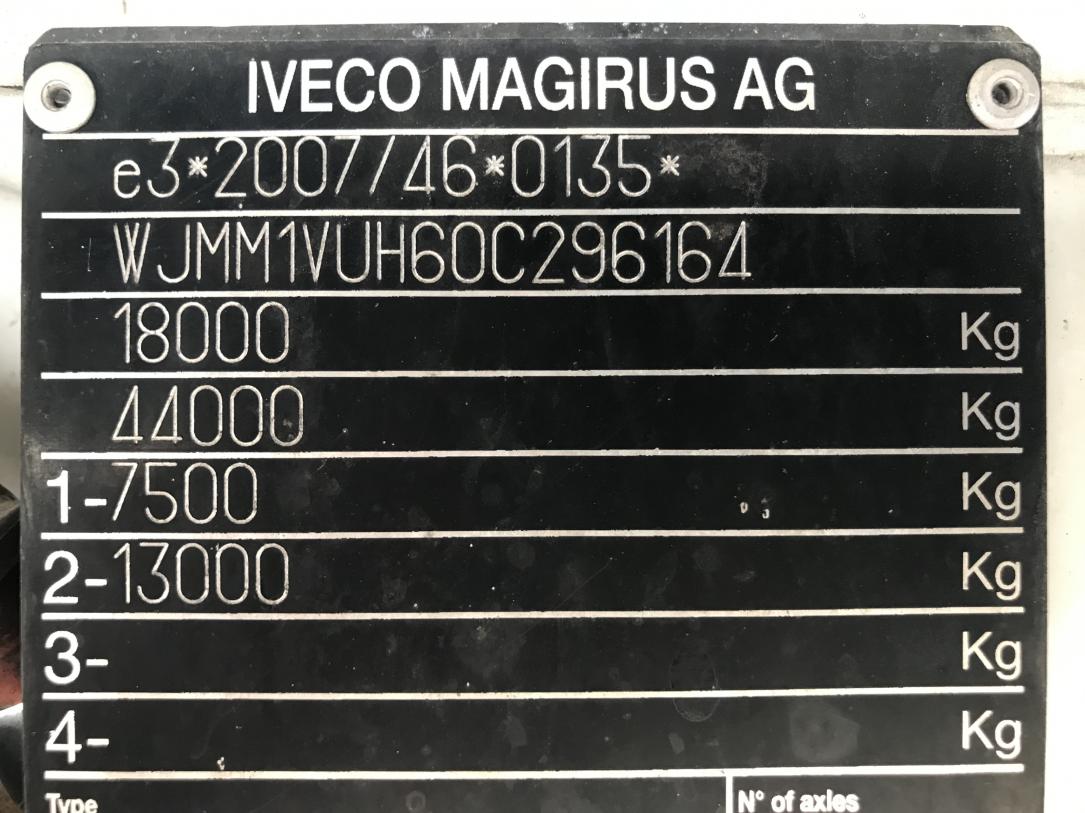 IVECO MAGIRUS AG
e3*2007/46*0135*
WJMM1VUH60C296164
18000 Kg
44000 Kg
1-7500 Kg
2-13000 Kg
3- Kg
4- Kg
Type N° of axles